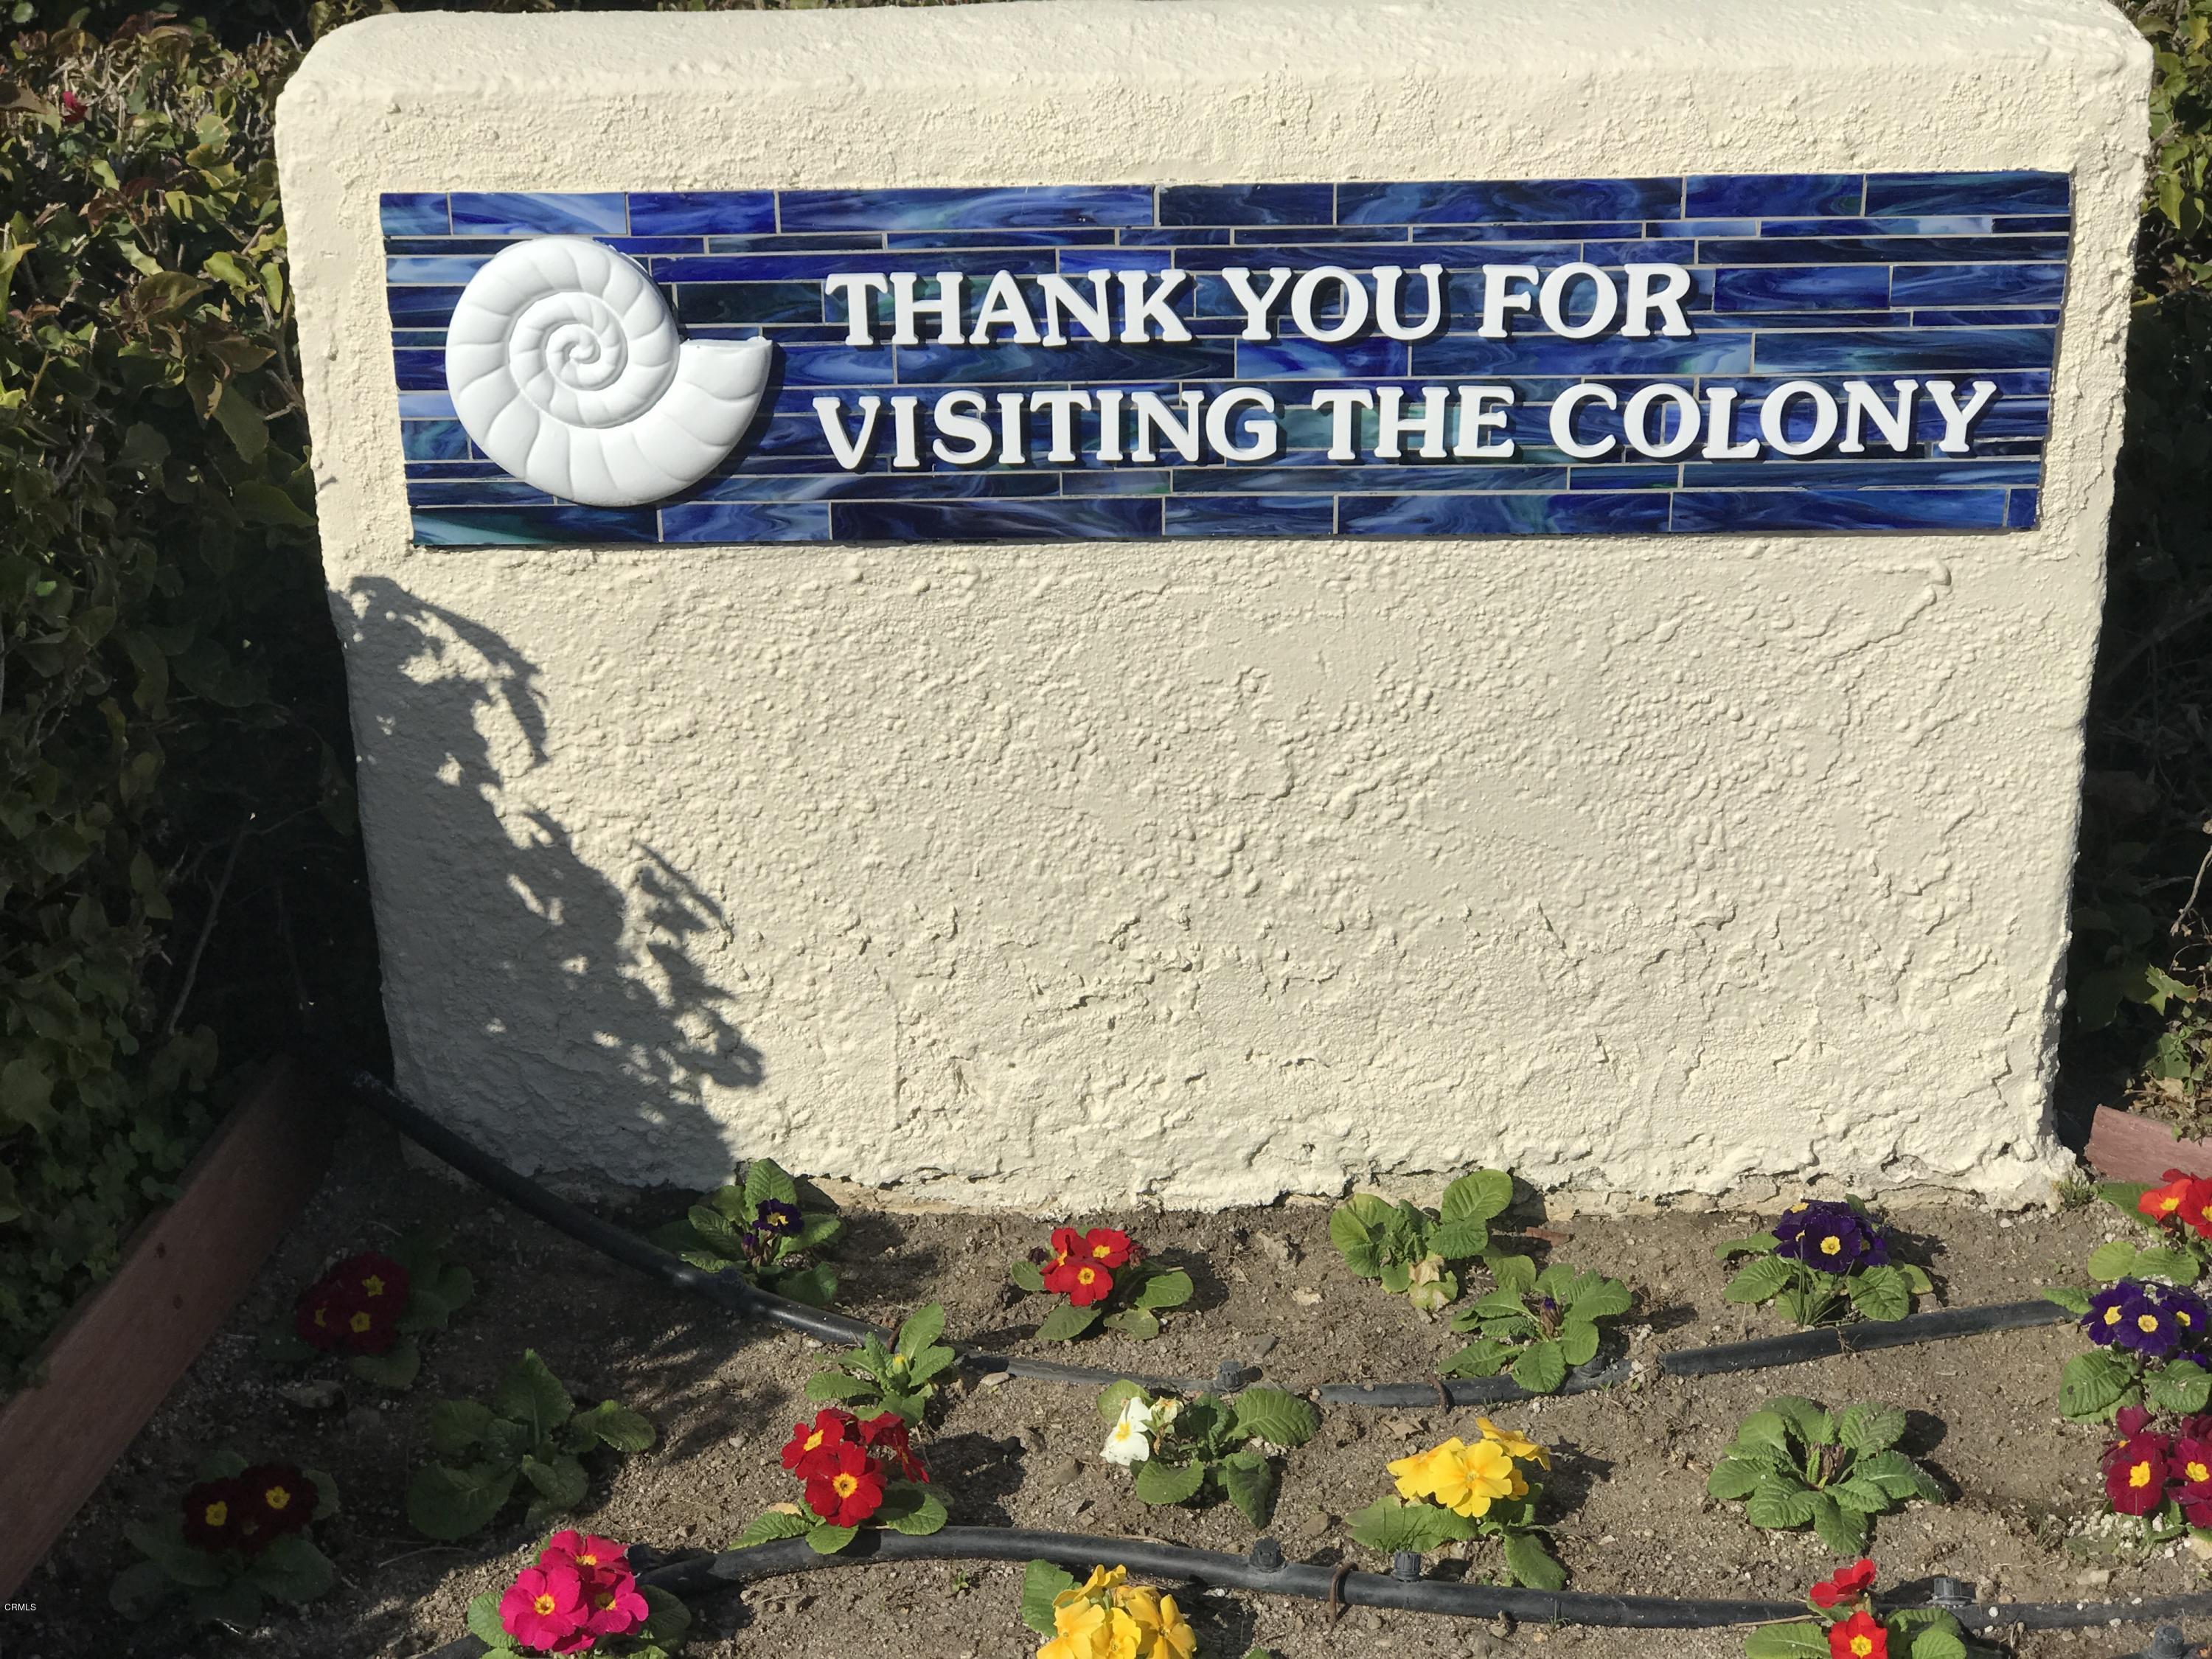 THANK YOU FOR
VISITING THE COLONY
CRMLS